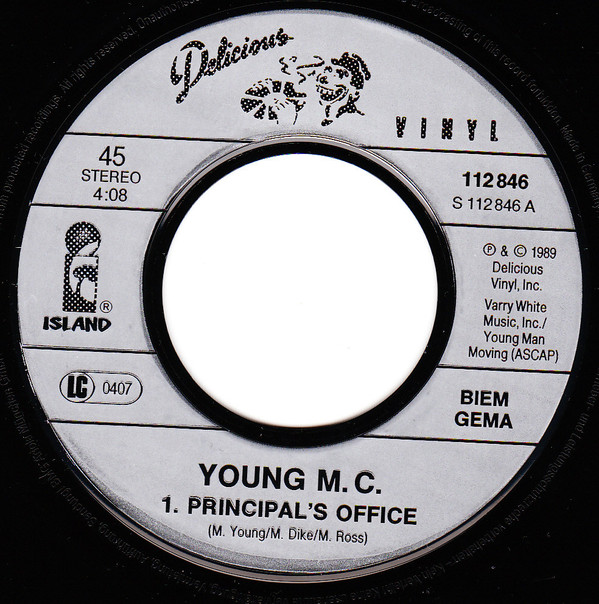 Delicious
VINYL
45
STEREO
4:08
112 846
S 112 846 A
℗ & © 1989
Delicious
Vinyl, Inc.
Varry White
Music, Inc./
Young Man
Moving (ASCAP)
ISLAND®
LC 0407
BIEM
GEMA
YOUNG M.C.
1. PRINCIPAL'S OFFICE
(M. Young/M. Dike/M. Ross)